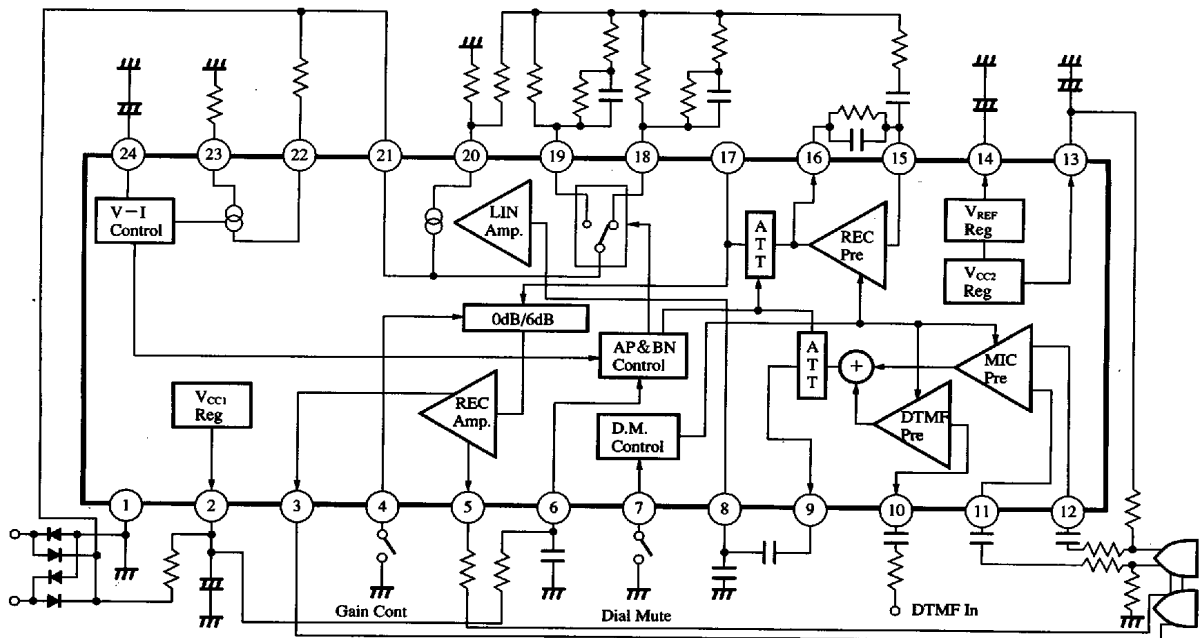 24
23
22
21
20
19
18
17
16
15
14
13
V-I
Control
LIN
Amp.
A
T
T
REC
Pre
VREF
Reg
VCC2
Reg
0dB/6dB
AP&BN
Control
A
T
T
+
MIC
Pre
VCC1
Reg
REC
Amp.
D.M.
Control
DTMF
Pre
1
2
3
4
5
6
7
8
9
10
11
12
Gain Cont
Dial Mute
DTMF In